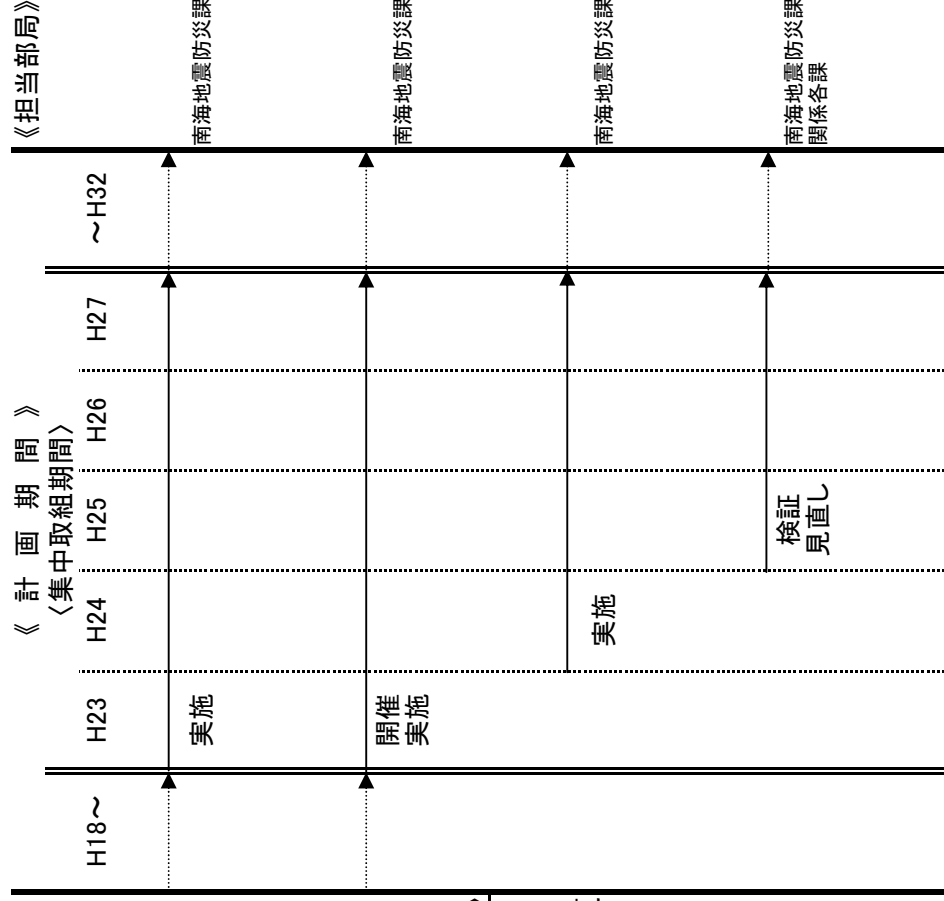 《 計 画 期 間 》
〈集中取組期間〉
《担当部局》
H18～
H23
H24
H25
H26
H27
～H32
実施
南海地震防災課
開催
実施
南海地震防災課
実施
南海地震防災課
検証
見直し
南海地震防災課
関係各課